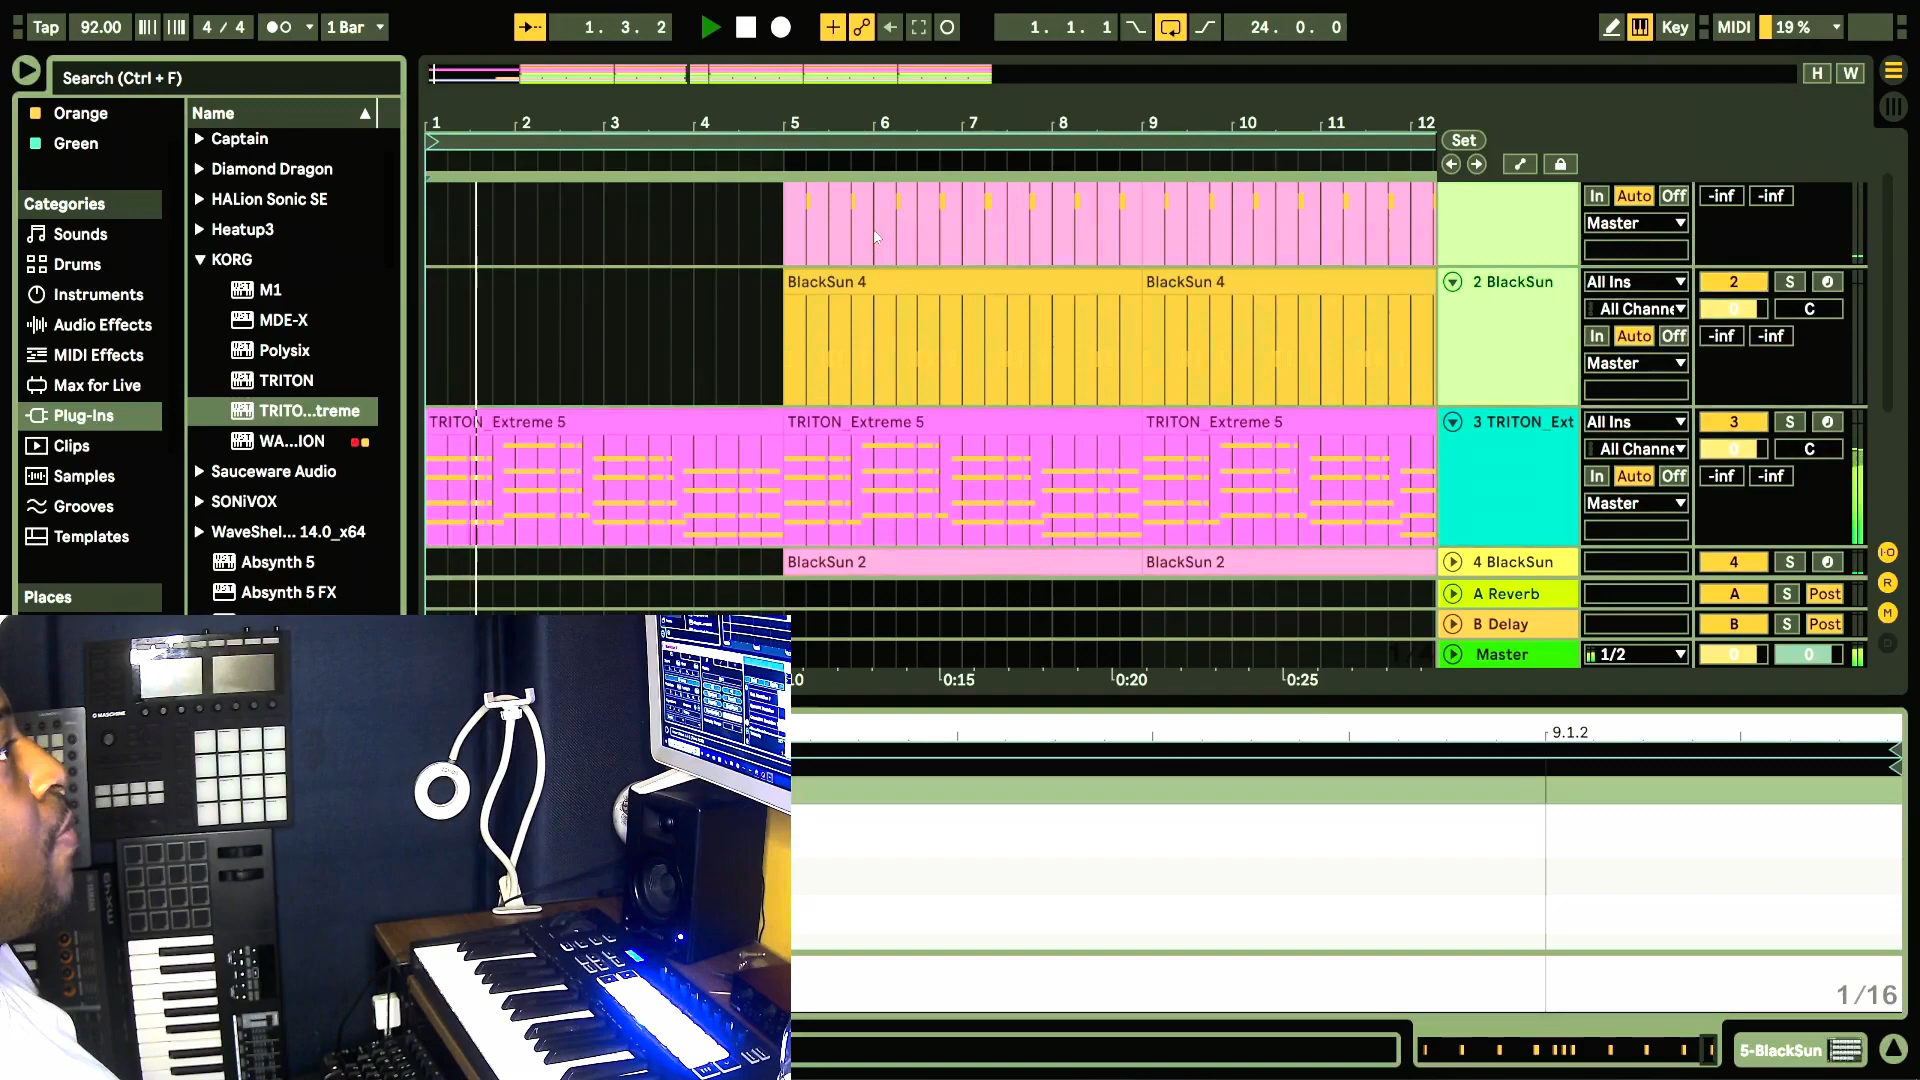 Tap 92.00 4 / 4 1 Bar 1. 3. 2 1. 1. 1 24. 0. 0 Key MIDI 19 %
Search (Ctrl + F)
H W
Orange
Green
Name
Categories
Sounds
Drums
Instruments
Audio Effects
MIDI Effects
Max for Live
Plug-Ins
Clips
Samples
Grooves
Templates
Places
Captain
Diamond Dragon
HALion Sonic SE
Heatup3
KORG
M1
MDE-X
Polysix
TRITON
TRITO...treme
WA...ION
Sauceware Audio
SONiVOX
WaveShel... 14.0_x64
Absynth 5
Absynth 5 FX
1 2 3 4 5 6 7 8 9 10 11 12
Set
In Auto Off -inf -inf
Master
BlackSun 4 BlackSun 4 2 BlackSun All Ins 2 S
All Channe 0 C
In Auto Off -inf -inf
Master
TRITON_Extreme 5 TRITON_Extreme 5 TRITON_Extreme 5 3 TRITON_Ext All Ins 3 S
All Channe 0 C
In Auto Off -inf -inf
Master
BlackSun 2 BlackSun 2 4 BlackSun 4 S
A Reverb A S Post
B Delay B S Post
Master 1/2 0 0
0:15 0:20 0:25
9.1.2
1/16
5-BlackSun
MASCHINE